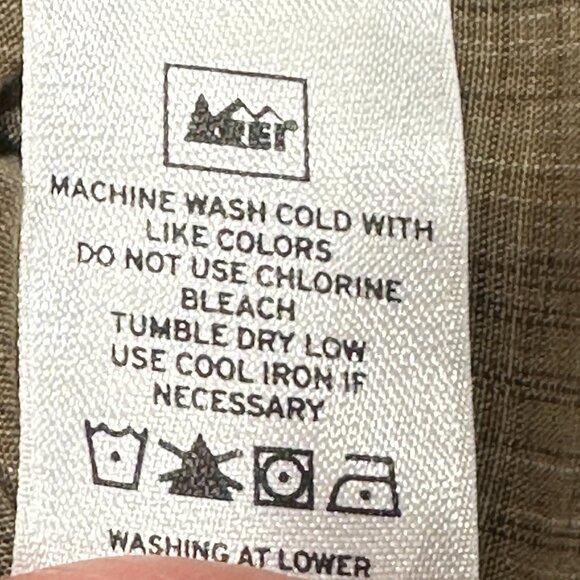 MACHINE WASH COLD WITH
LIKE COLORS
DO NOT USE CHLORINE
BLEACH
TUMBLE DRY LOW
USE COOL IRON IF
NECESSARY
WASHING AT LOWER